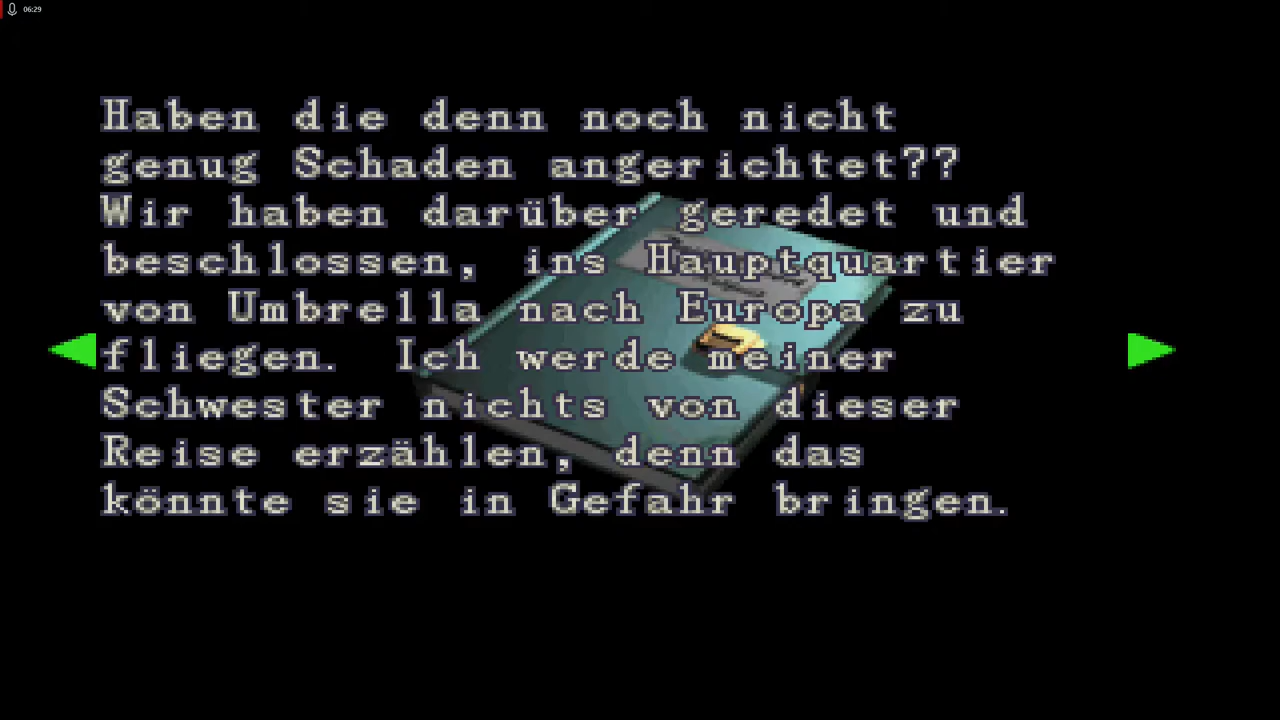 06:29
Haben die denn noch nicht
genug Schaden angerichtet??
Wir haben darüber geredet und
beschlossen, ins Hauptquartier
von Umbrella nach Europa zu
fliegen. Ich werde meiner
Schwester nichts von dieser
Reise erzählen, denn das
könnte sie in Gefahr bringen.